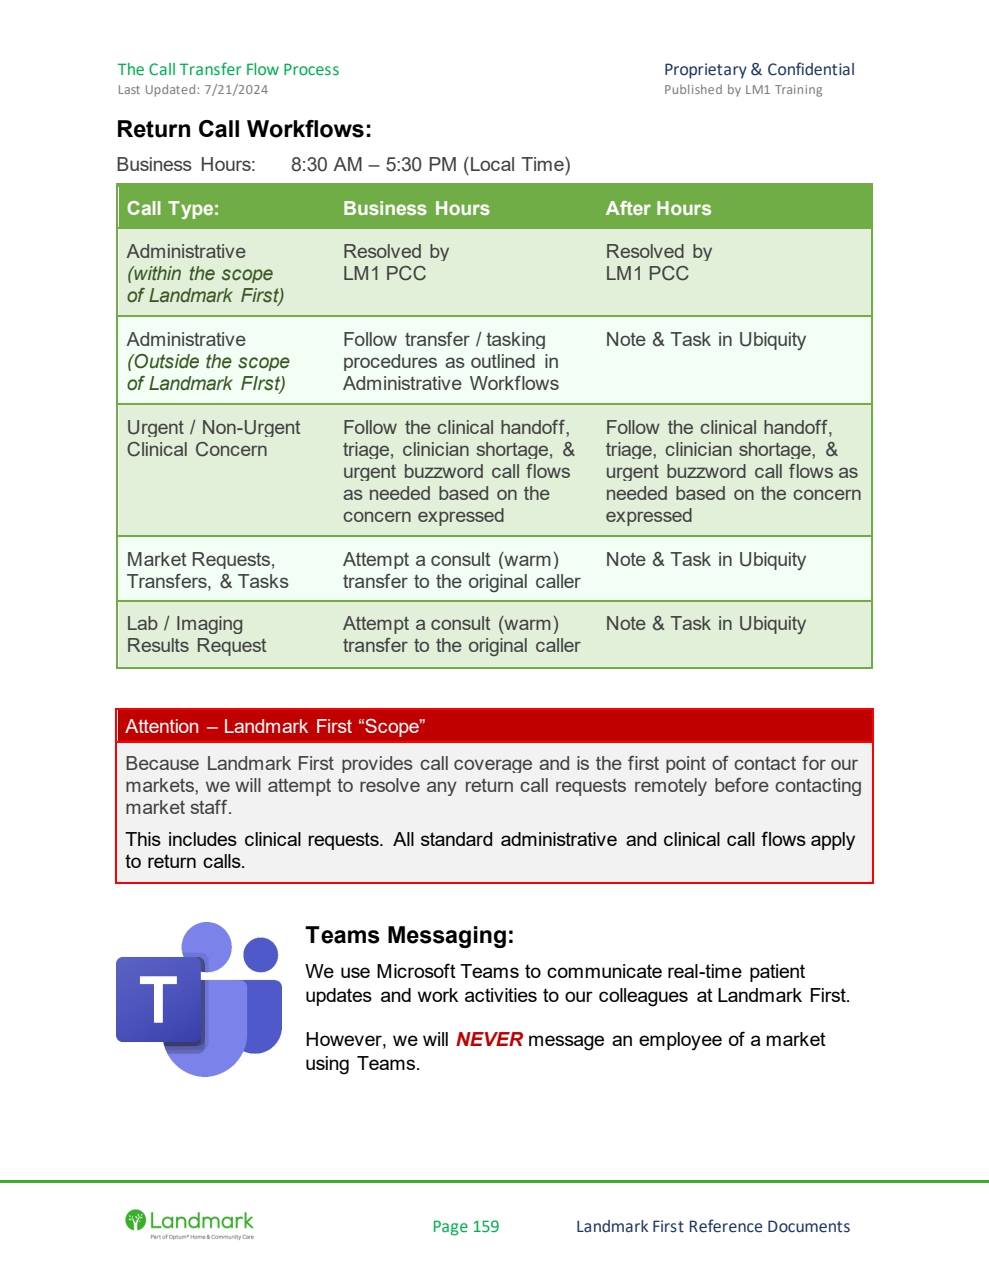 The Call Transfer Flow Process
Proprietary & Confidential
Last Updated: 7/21/2024
Published by LM1 Training
Return Call Workflows:
Business Hours: 8:30 AM – 5:30 PM (Local Time)
Call Type:
Business Hours
After Hours
Administrative
(within the scope
of Landmark First)
Resolved by
LM1 PCC
Resolved by
LM1 PCC
Administrative
(Outside the scope
of Landmark FIrst)
Follow transfer / tasking
procedures as outlined in
Administrative Workflows
Note & Task in Ubiquity
Urgent / Non-Urgent
Clinical Concern
Follow the clinical handoff,
triage, clinician shortage, &
urgent buzzword call flows
as needed based on the
concern expressed
Follow the clinical handoff,
triage, clinician shortage, &
urgent buzzword call flows as
needed based on the concern
expressed
Market Requests,
Transfers, & Tasks
Attempt a consult (warm)
transfer to the original caller
Note & Task in Ubiquity
Lab / Imaging
Results Request
Attempt a consult (warm)
transfer to the original caller
Note & Task in Ubiquity
Attention – Landmark First “Scope”
Because Landmark First provides call coverage and is the first point of contact for our
markets, we will attempt to resolve any return call requests remotely before contacting
market staff.
This includes clinical requests. All standard administrative and clinical call flows apply
to return calls.
T
Teams Messaging:
We use Microsoft Teams to communicate real-time patient
updates and work activities to our colleagues at Landmark First.
However, we will NEVER message an employee of a market
using Teams.
Landmark
Part of Optum® Home & Community Care
Page 159
Landmark First Reference Documents